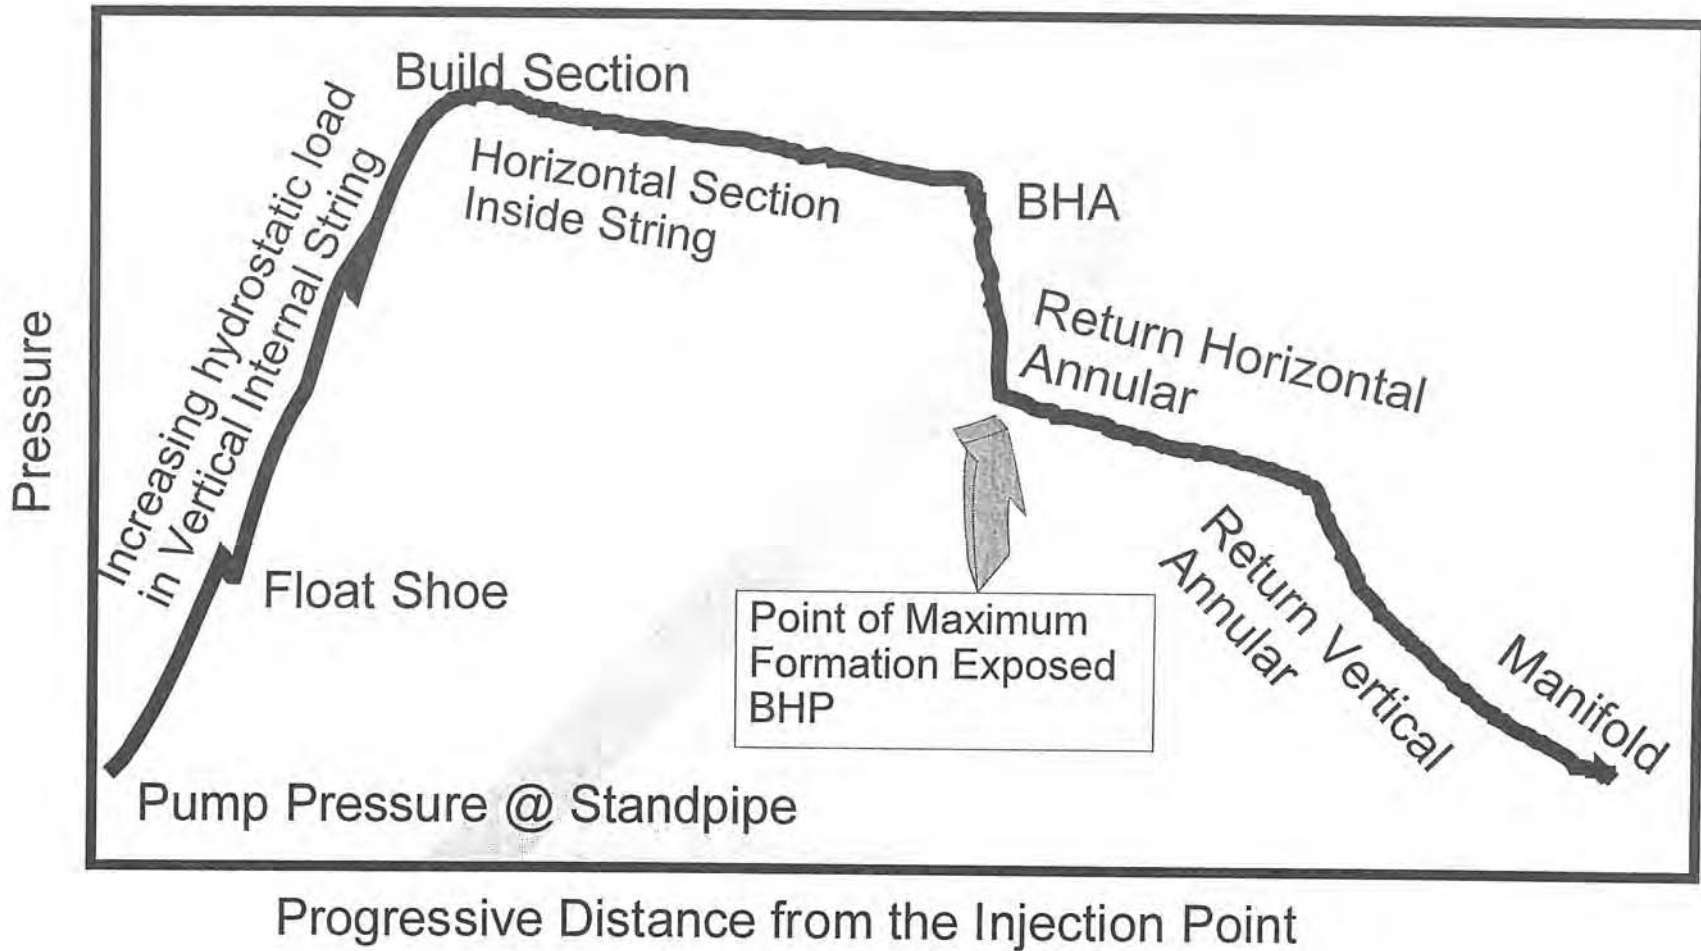 Build Section
Increasing hydrostatic load
in Vertical Internal String
Horizontal Section
Inside String
BHA
Return Horizontal
Annular
Pressure
Float Shoe
Point of Maximum
Formation Exposed
BHP
Return Vertical
Annular
Manifold
Pump Pressure @ Standpipe
Progressive Distance from the Injection Point